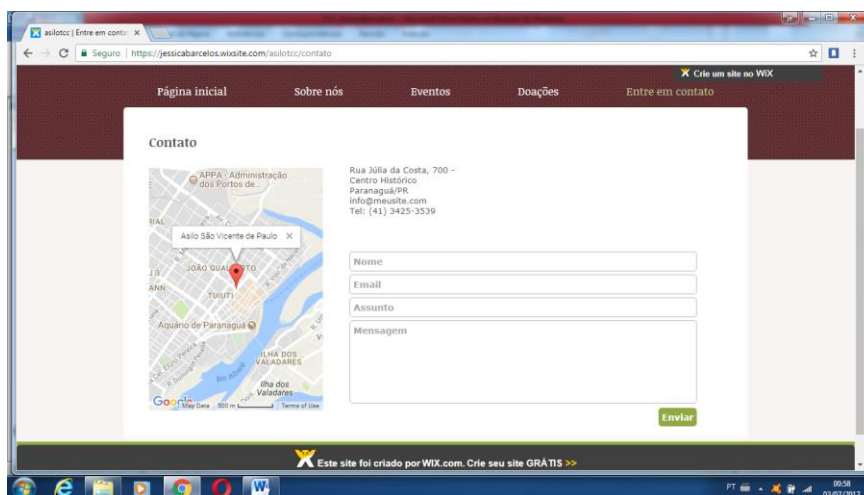 asilotcc | Entre em conta
Seguro | https://jessicabarcelos.wixsite.com/asilotcc/contato
Crie um site no WiX
Página inicial Sobre nós Eventos Doações Entre em contato
Contato
APPA - Administração
dos Portos de...
Asilo São Vicente de Paulo
TUIUTI
Aquário de Paranaguá
ILHA DOS
VALADARES
Ilha dos
Valadares
Google Map Data 500 m Terms of Use
Rua Júlia da Costa, 700 -
Centro Histórico
Paranaguá/PR
info@meusite.com
Tel: (41) 3425-3539
Nome
Email
Assunto
Mensagem
Enviar
Este site foi criado por WIX.com. Crie seu site GRÁTIS >>
PT 00:58
03/07/2017